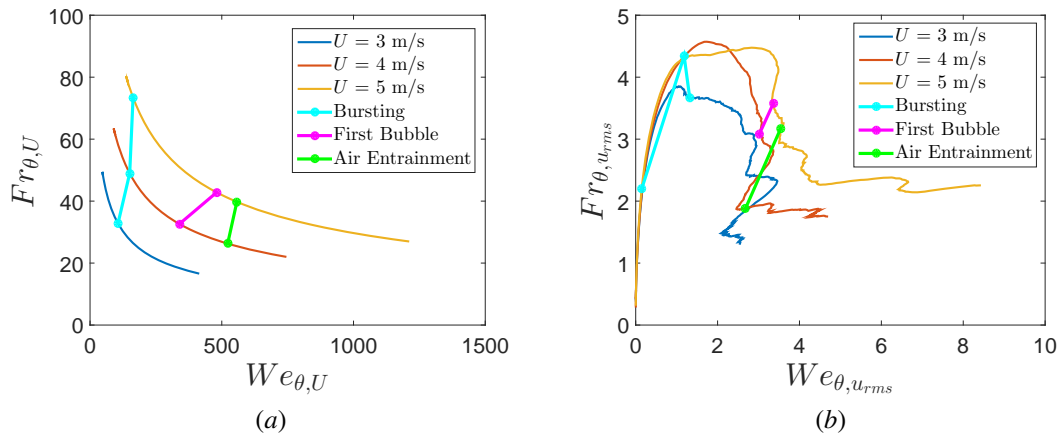 100
80
60
40
20
0
0 500 1000 1500
Fr_{θ,U}
We_{θ,U}
U = 3 m/s
U = 4 m/s
U = 5 m/s
Bursting
First Bubble
Air Entrainment
(a)
5
4
3
2
1
0
0 2 4 6 8 10
Fr_{θ,u_{rms}}
We_{θ,u_{rms}}
U = 3 m/s
U = 4 m/s
U = 5 m/s
Bursting
First Bubble
Air Entrainment
(b)